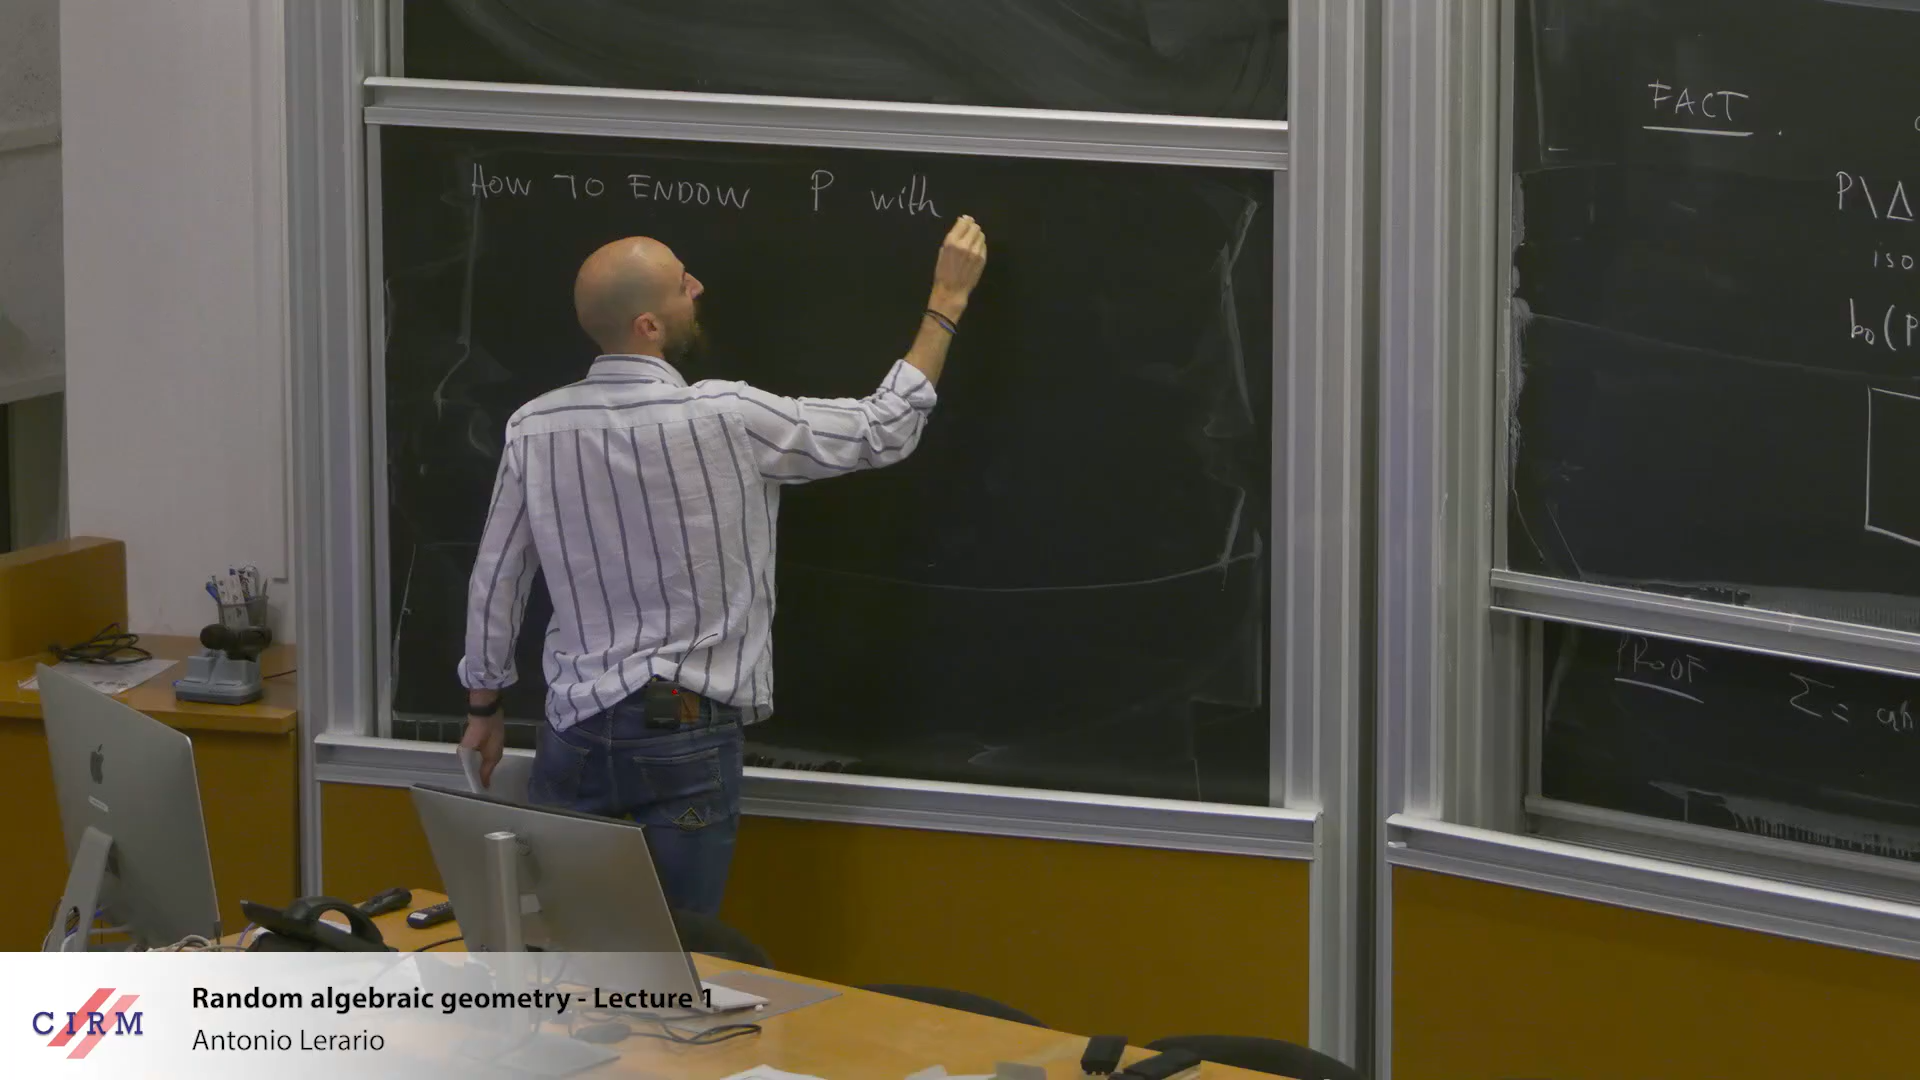 HOW TO ENDOW P with
FACT .
P\Δ
iso
b₀(P
PROOF
Σ =
CIRM
Random algebraic geometry - Lecture 1
Antonio Lerario